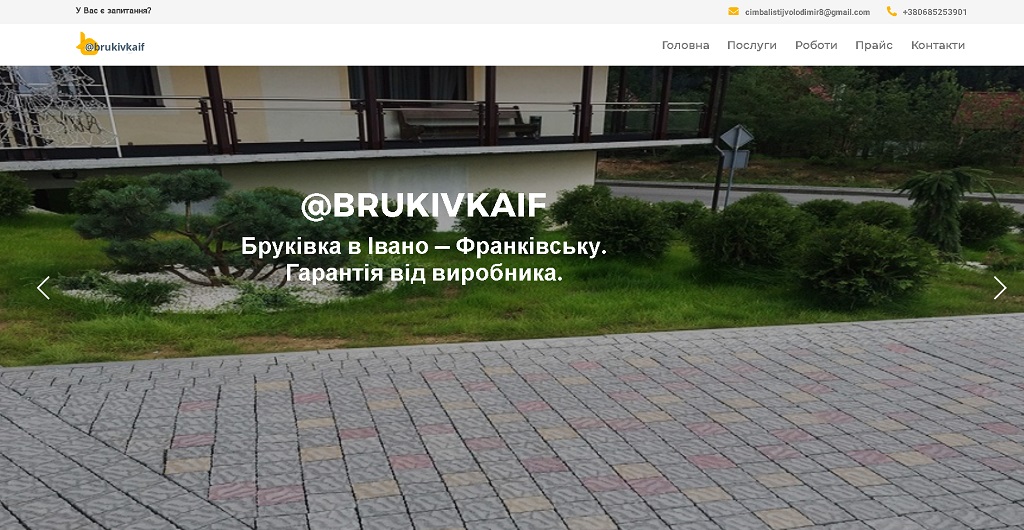 У Вас є запитання?
cimbalistijvolodimir8@gmail.com
+380685253901
@brukivkaif
Головна Послуги Роботи Прайс Контакти
@BRUKIVKAIF
Бруківка в Івано – Франківську.
Гарантія від виробника.